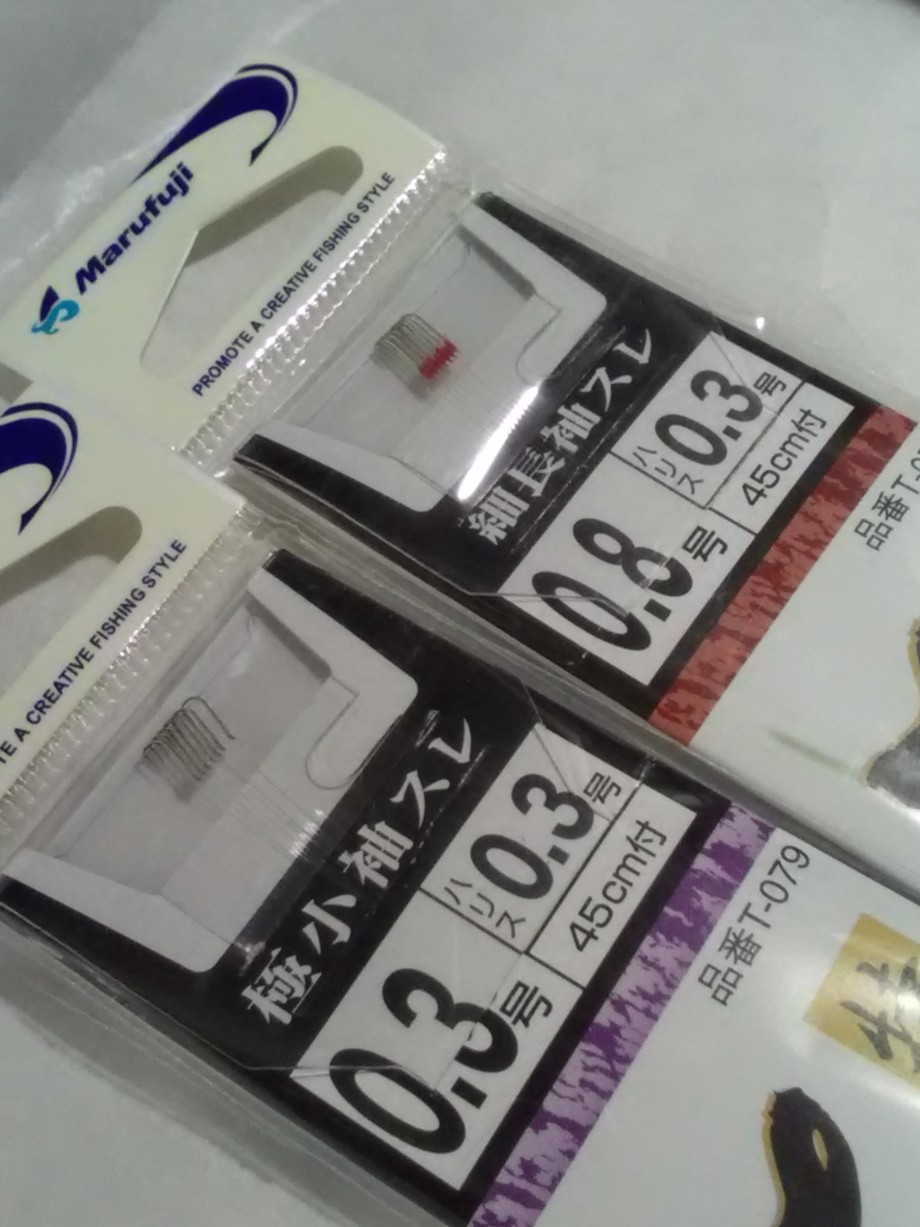 Marufuji
PROMOTE A CREATIVE FISHING STYLE
細長袖スレ
ハリス 0.3号
45cm付
0.8号
品番T-0
TE A CREATIVE FISHING STYLE
極小袖スレ
ハリス 0.3号
45cm付
0.3号
品番T-079